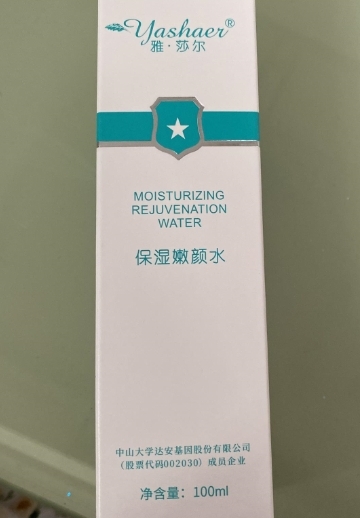 Yashaer®
雅·莎尔
MOISTURIZING
REJUVENATION
WATER
保湿嫩颜水
中山大学达安基因股份有限公司
（股票代码002030）成员企业
净含量：100ml